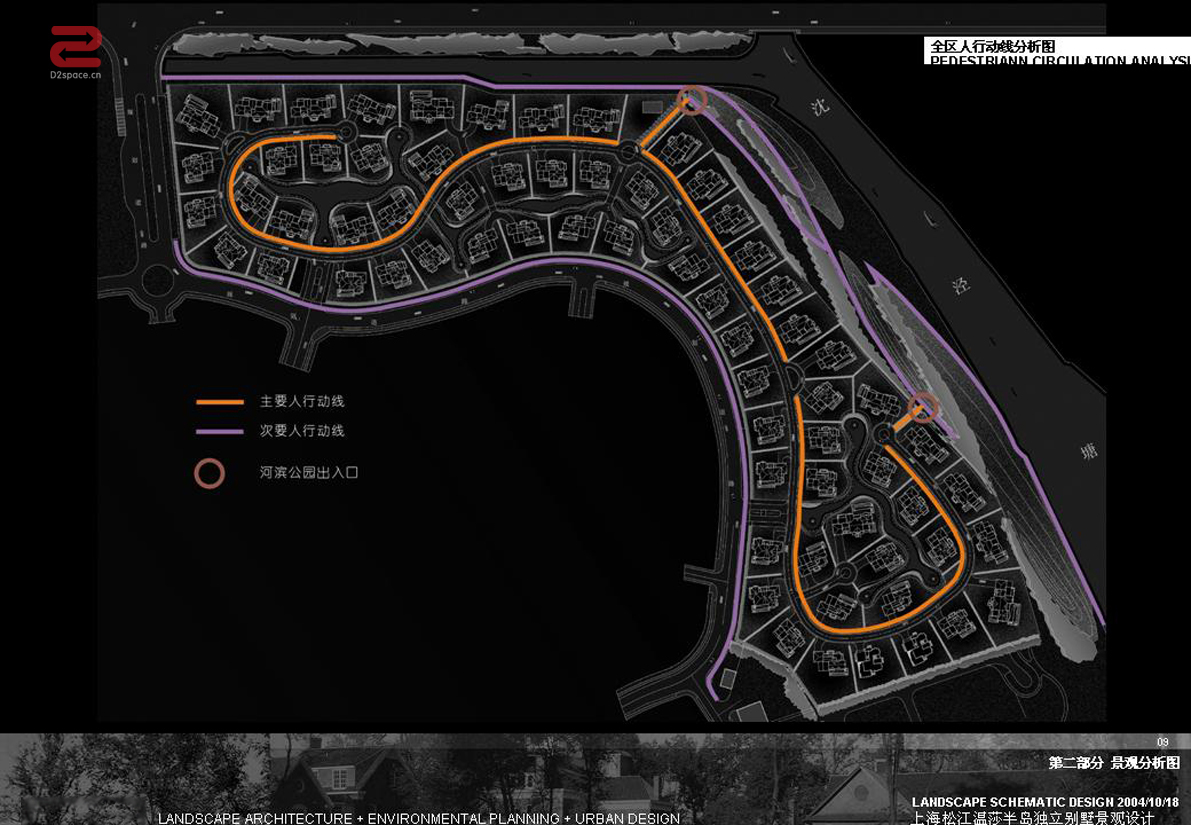 D2space.cn
全区人行动线分析图
PEDESTRIANN CIRCULATION ANALYSI
沈
泾
塘
主要人行动线
次要人行动线
河滨公园出入口
09
第二部分 景观分析图
LANDSCAPE SCHEMATIC DESIGN 2004/10/18
LANDSCAPE ARCHITECTURE + ENVIRONMENTAL PLANNING + URBAN DESIGN
上海松江温莎半岛独立别墅景观设计